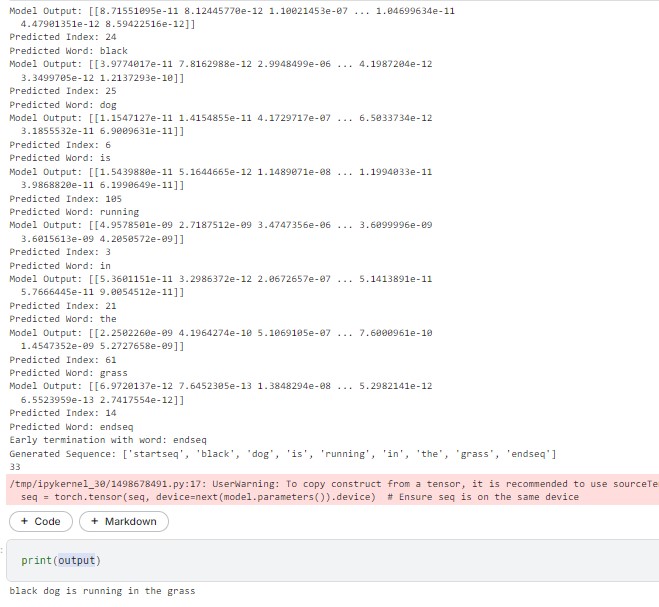 Model Output: [[8.71551095e-11 8.12445770e-12 1.10021453e-07 ... 1.04699634e-11
4.47901351e-12 8.59422516e-12]]
Predicted Index: 24
Predicted Word: black
Model Output: [[3.9774017e-11 7.8162988e-12 2.9948499e-06 ... 4.1987204e-12
3.3499705e-12 1.2137293e-10]]
Predicted Index: 25
Predicted Word: dog
Model Output: [[1.1547127e-11 1.4154855e-11 4.1729717e-07 ... 6.5033734e-12
3.1855532e-11 6.9009631e-11]]
Predicted Index: 6
Predicted Word: is
Model Output: [[1.5439880e-11 5.1644665e-12 1.1489071e-08 ... 1.1994033e-11
3.9868820e-11 6.1990649e-11]]
Predicted Index: 105
Predicted Word: running
Model Output: [[4.9578501e-09 2.7187512e-09 3.4747356e-06 ... 3.6099996e-09
3.6015613e-09 4.2050572e-09]]
Predicted Index: 3
Predicted Word: in
Model Output: [[5.3601151e-11 3.2986372e-12 2.0672657e-07 ... 5.1413891e-11
5.7666445e-11 9.0054512e-11]]
Predicted Index: 21
Predicted Word: the
Model Output: [[2.2502260e-09 4.1964274e-10 5.1069105e-07 ... 7.6000961e-10
1.4547352e-09 5.2727658e-09]]
Predicted Index: 61
Predicted Word: grass
Model Output: [[6.9720137e-12 7.6452305e-13 1.3848294e-08 ... 5.2982141e-12
6.5523959e-13 2.7417554e-12]]
Predicted Index: 14
Predicted Word: endseq
Early termination with word: endseq
Generated Sequence: ['startseq', 'black', 'dog', 'is', 'running', 'in', 'the', 'grass', 'endseq']
33
/tmp/ipykernel_30/1498678491.py:17: UserWarning: To copy construct from a tensor, it is recommended to use sourceTe
seq = torch.tensor(seq, device=next(model.parameters()).device)  # Ensure seq is on the same device
+ Code + Markdown
print(output)
black dog is running in the grass